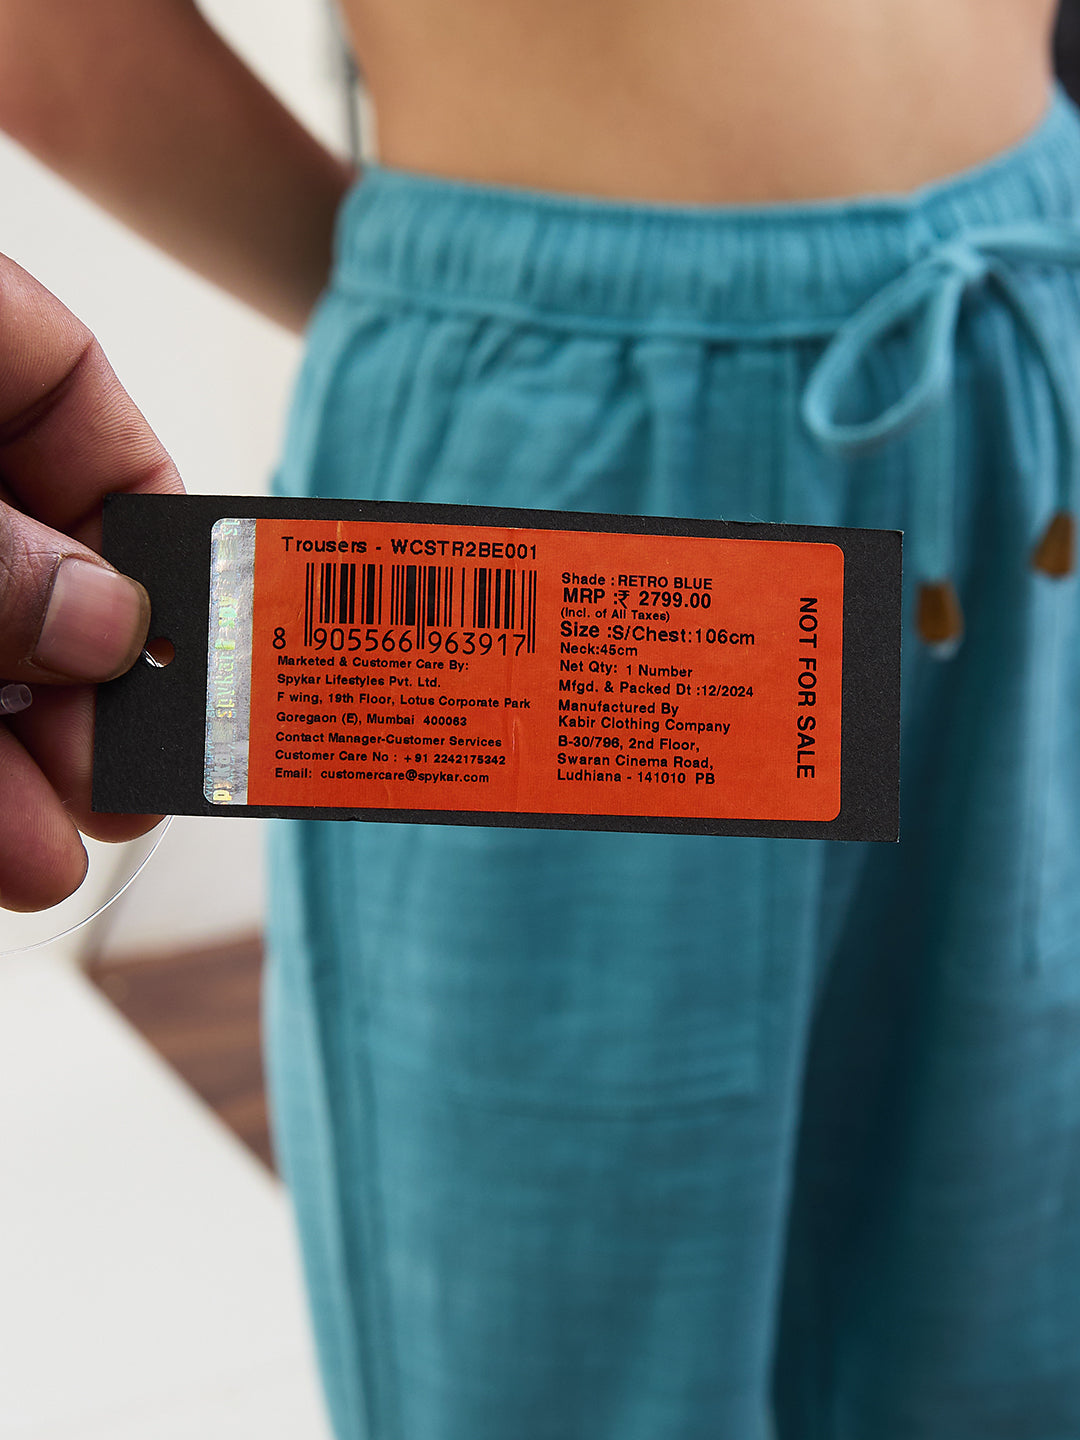 Trousers - WCSTR2BE001
8 905566 963917
Marketed & Customer Care By:
Spykar Lifestyles Pvt. Ltd.
F wing, 19th Floor, Lotus Corporate Park
Goregaon (E), Mumbai 400063
Contact Manager-Customer Services
Customer Care No : +91 2242175342
Email: customercare@spykar.com
Shade : RETRO BLUE
MRP :₹ 2799.00
(Incl. of All Taxes)
Size :S/Chest:106cm
Neck:45cm
Net Qty: 1 Number
Mfgd. & Packed Dt :12/2024
Manufactured By
Kabir Clothing Company
B-30/796, 2nd Floor,
Swaran Cinema Road,
Ludhiana - 141010 PB
NOT FOR SALE